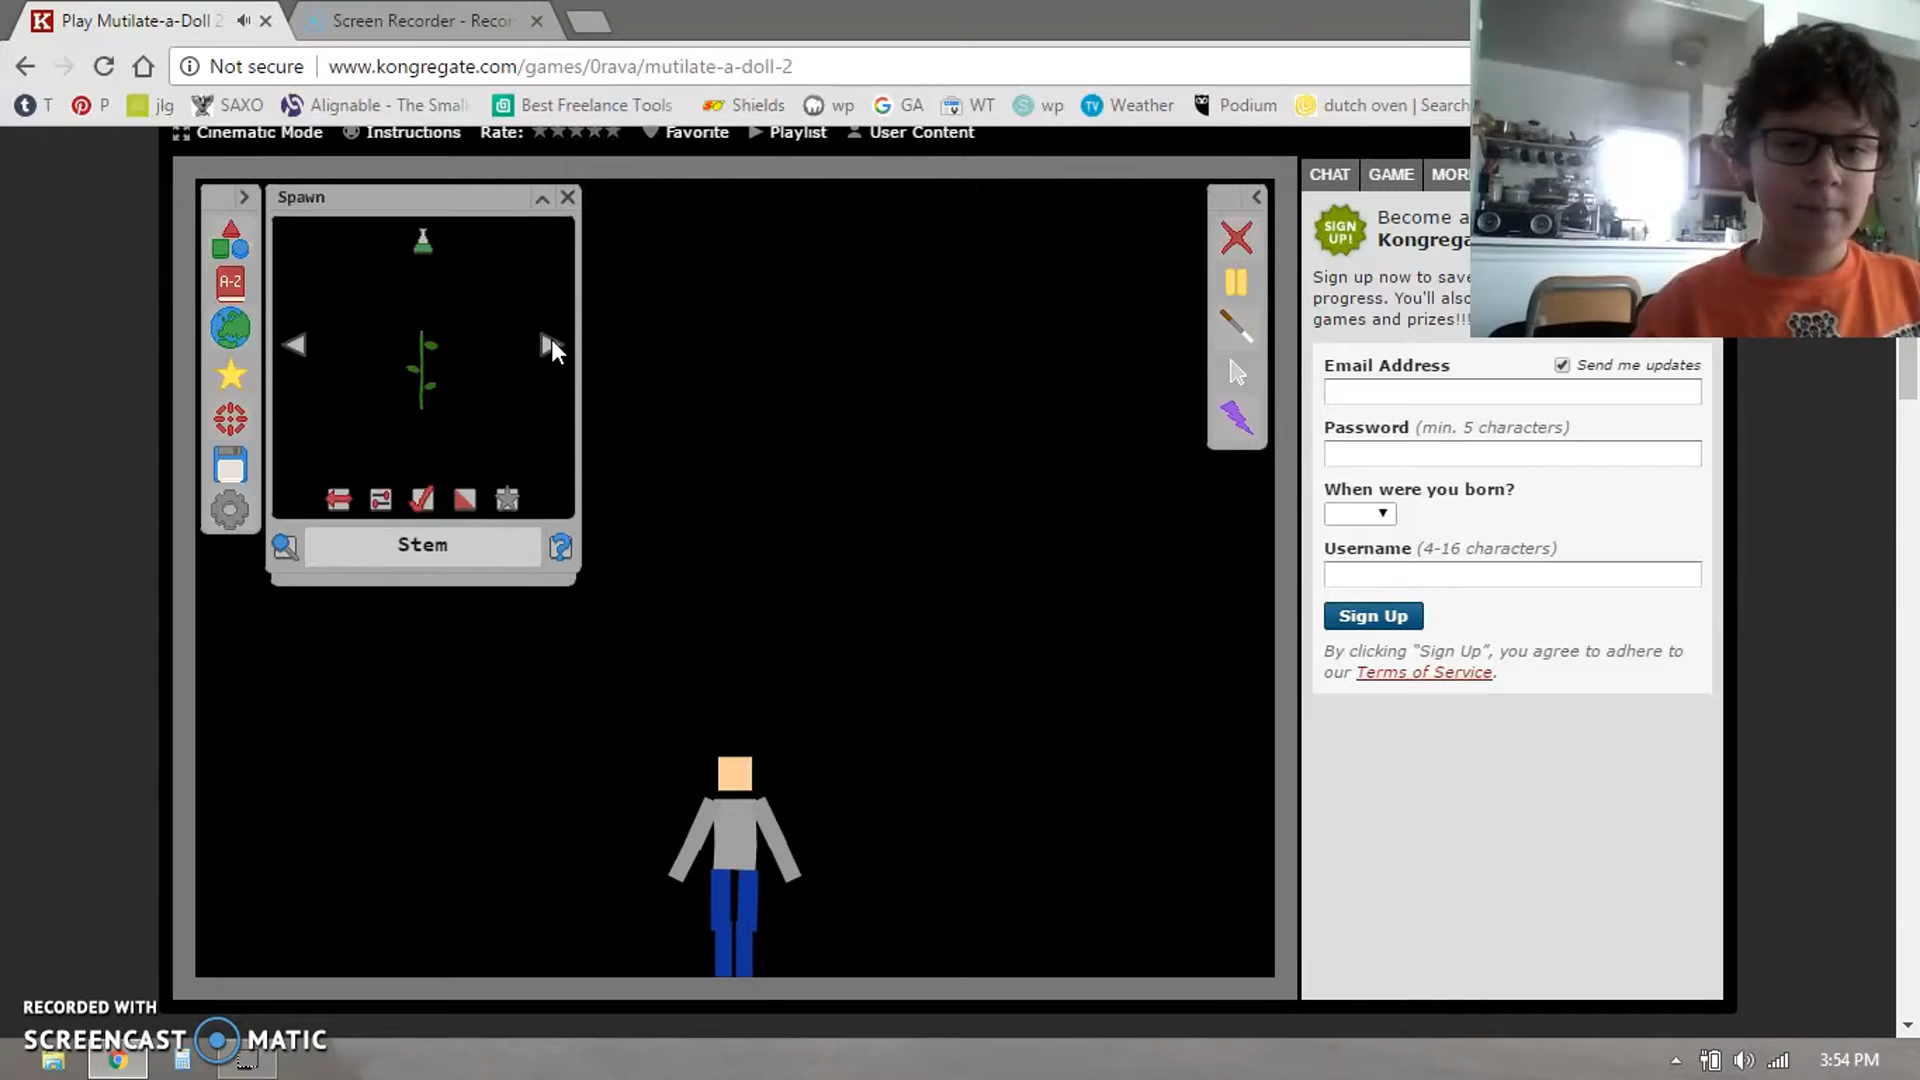 Play Mutilate-a-Doll 2
Screen Recorder - Recor
Not secure
www.kongregate.com/games/0rava/mutilate-a-doll-2
T
P
jlg
SAXO
Alignable - The Small
Best Freelance Tools
Shields
wp
GA
WT
wp
Weather
Podium
dutch oven | Search
Cinematic Mode
Instructions
Rate:
Favorite
Playlist
User Content
Spawn
A-Z
Stem
CHAT
GAME
MOR
SIGN UP!
Become a
Kongrega
Sign up now to save
progress. You'll also
games and prizes!!!
Email Address
Send me updates
Password (min. 5 characters)
When were you born?
Username (4-16 characters)
Sign Up
By clicking “Sign Up”, you agree to adhere to
our Terms of Service.
RECORDED WITH
SCREENCAST MATIC
3:54 PM